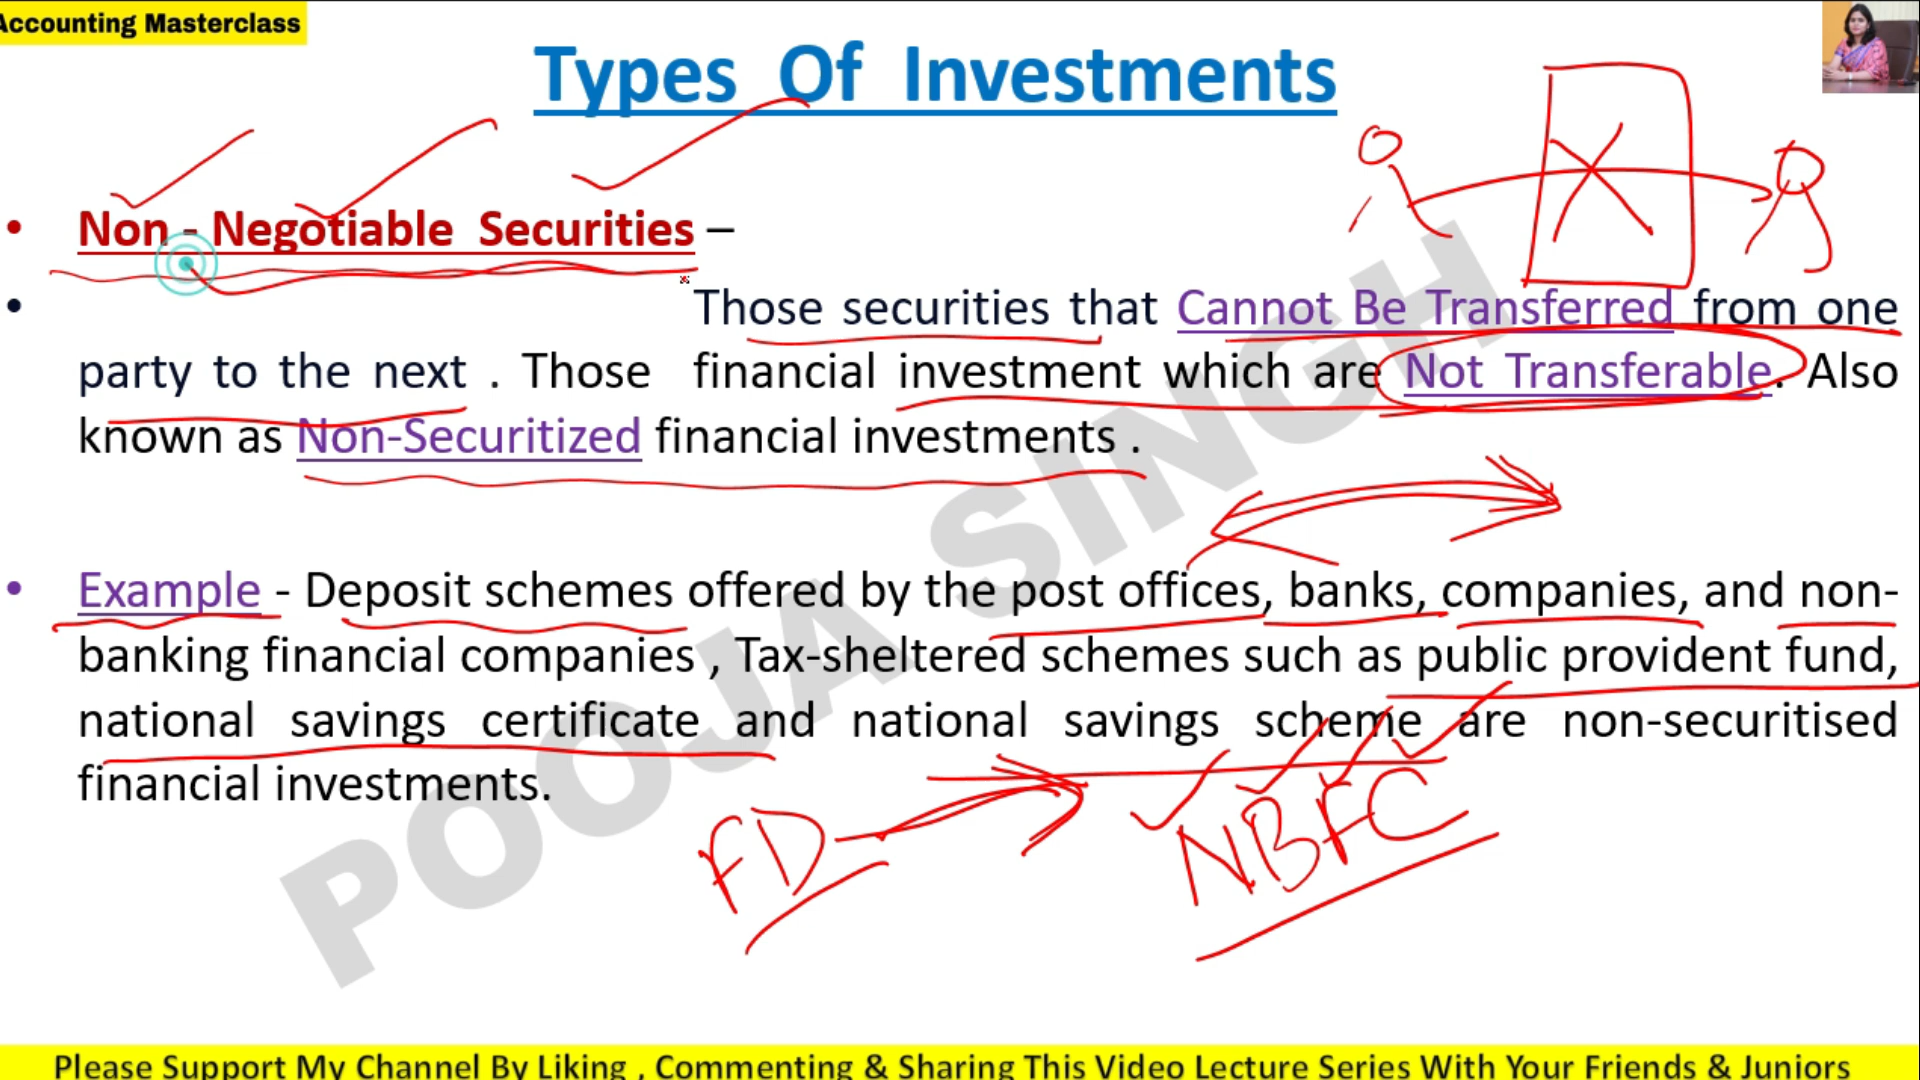 Accounting Masterclass
Types Of Investments
• Non - Negotiable Securities –
• Those securities that Cannot Be Transferred from one
party to the next . Those financial investment which are Not Transferable. Also
known as Non-Securitized financial investments .
• Example - Deposit schemes offered by the post offices, banks, companies, and non-
banking financial companies , Tax-sheltered schemes such as public provident fund,
national savings certificate and national savings scheme are non-securitised
financial investments.
FD
NBFC
POOJA SINGH
Please Support My Channel By Liking , Commenting & Sharing This Video Lecture Series With Your Friends & Juniors